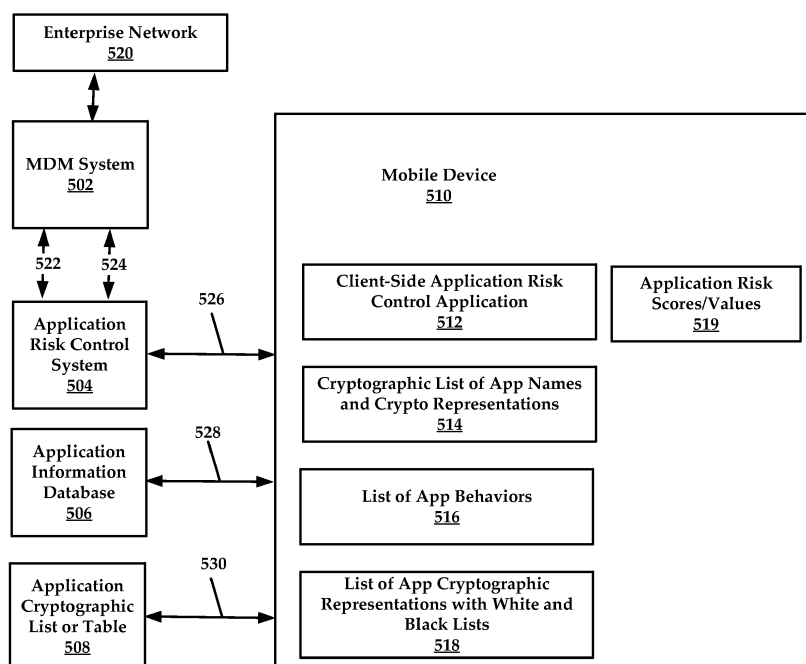 Enterprise Network
520
MDM System
502
522
524
Application
Risk Control
System
504
526
Application
Information
Database
506
528
Application
Cryptographic
List or Table
508
530
Mobile Device
510
Client-Side Application Risk
Control Application
512
Application Risk
Scores/Values
519
Cryptographic List of App Names
and Crypto Representations
514
List of App Behaviors
516
List of App Cryptographic
Representations with White and
Black Lists
518